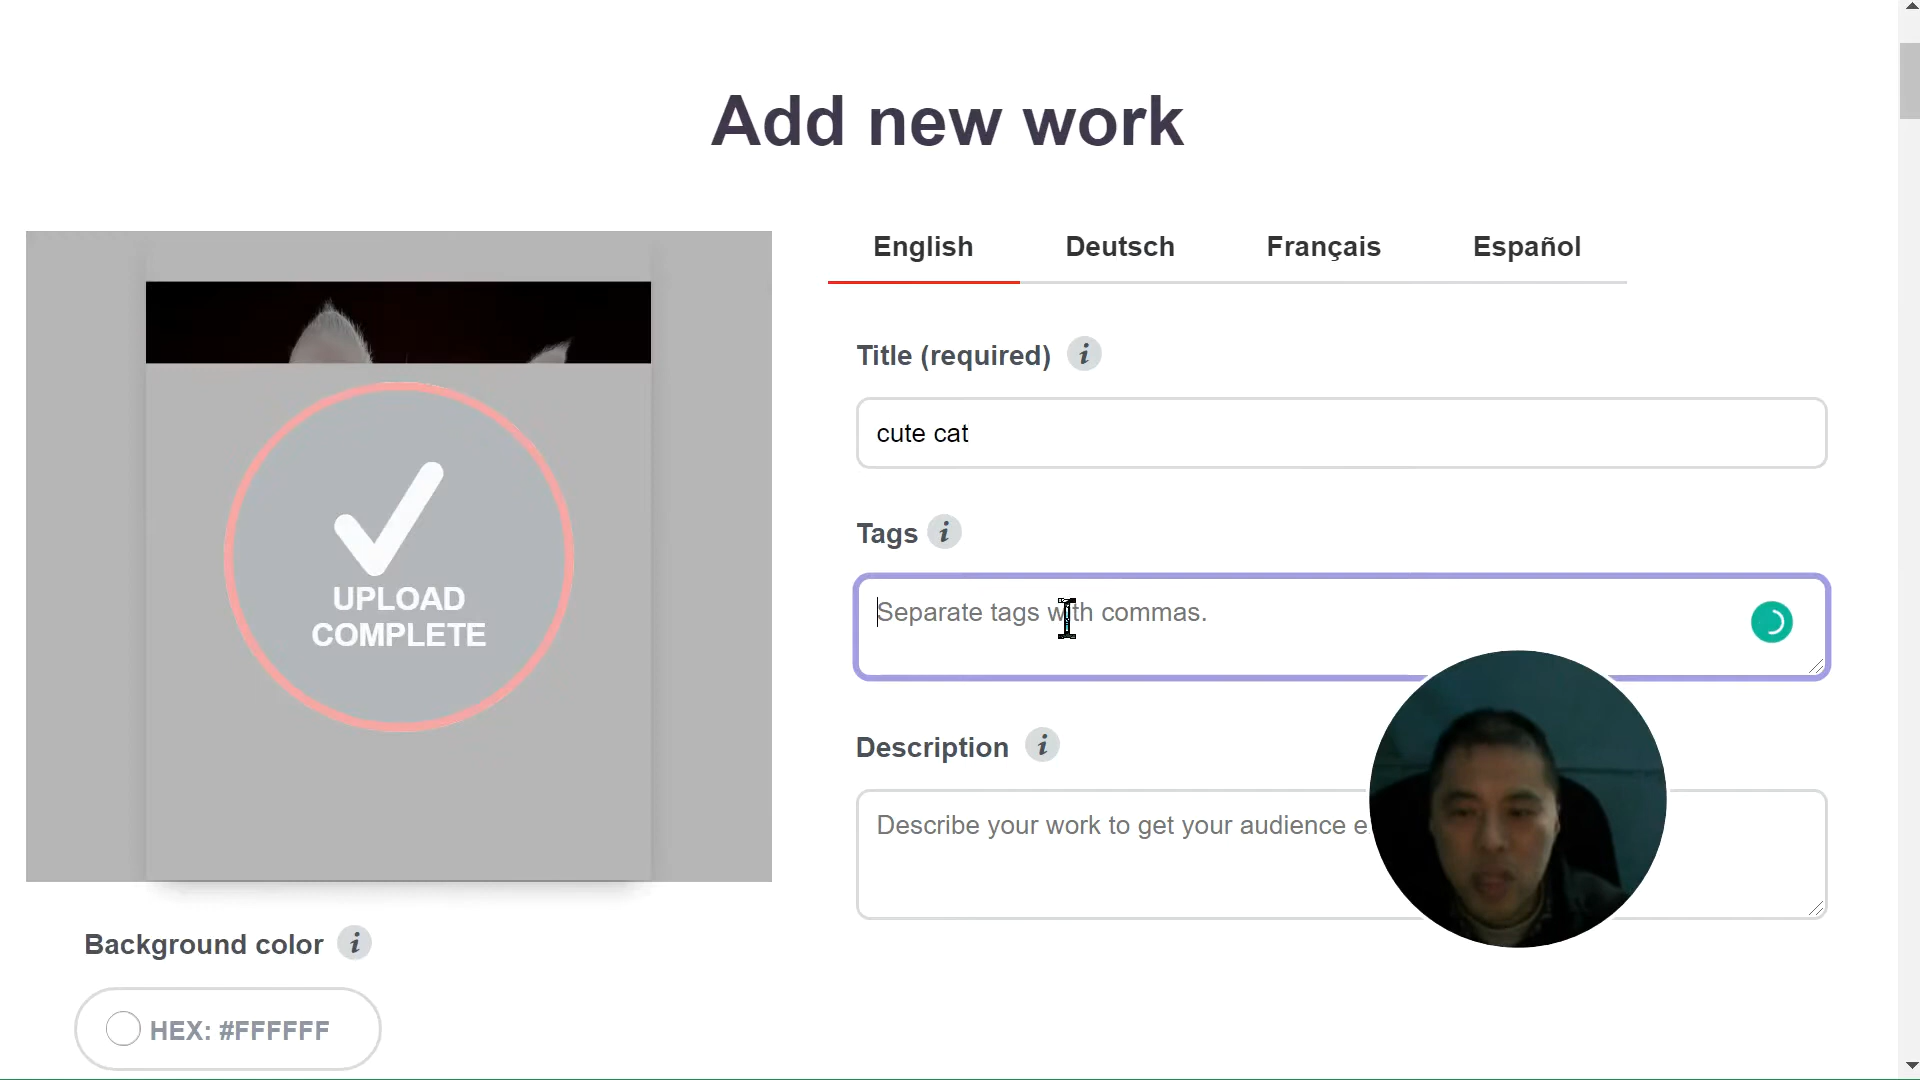 Add new work
English
Deutsch
Français
Español
Title (required) i
cute cat
Tags i
Separate tags with commas.
UPLOAD
COMPLETE
Description i
Describe your work to get your audience e
Background color i
HEX: #FFFFFF